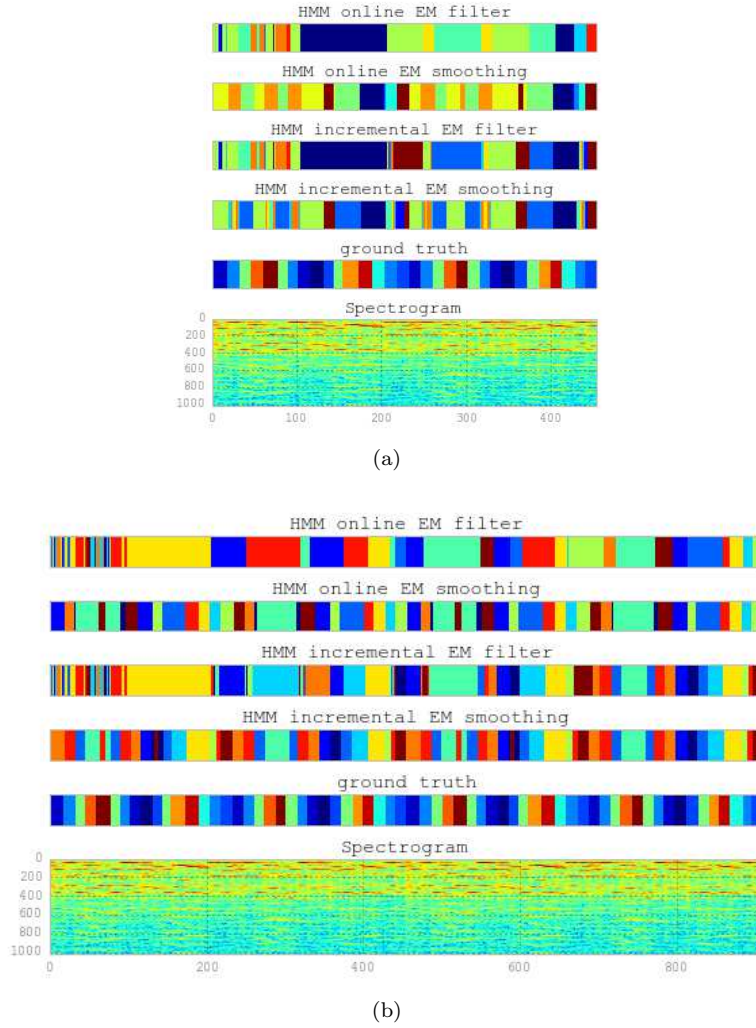 HMM online EM filter
HMM online EM smoothing
HMM incremental EM filter
HMM incremental EM smoothing
ground truth
Spectrogram
0
200
400
600
800
1000
0 100 200 300 400
(a)
HMM online EM filter
HMM online EM smoothing
HMM incremental EM filter
HMM incremental EM smoothing
ground truth
Spectrogram
0
200
400
600
800
1000
0 200 400 600 800
(b)